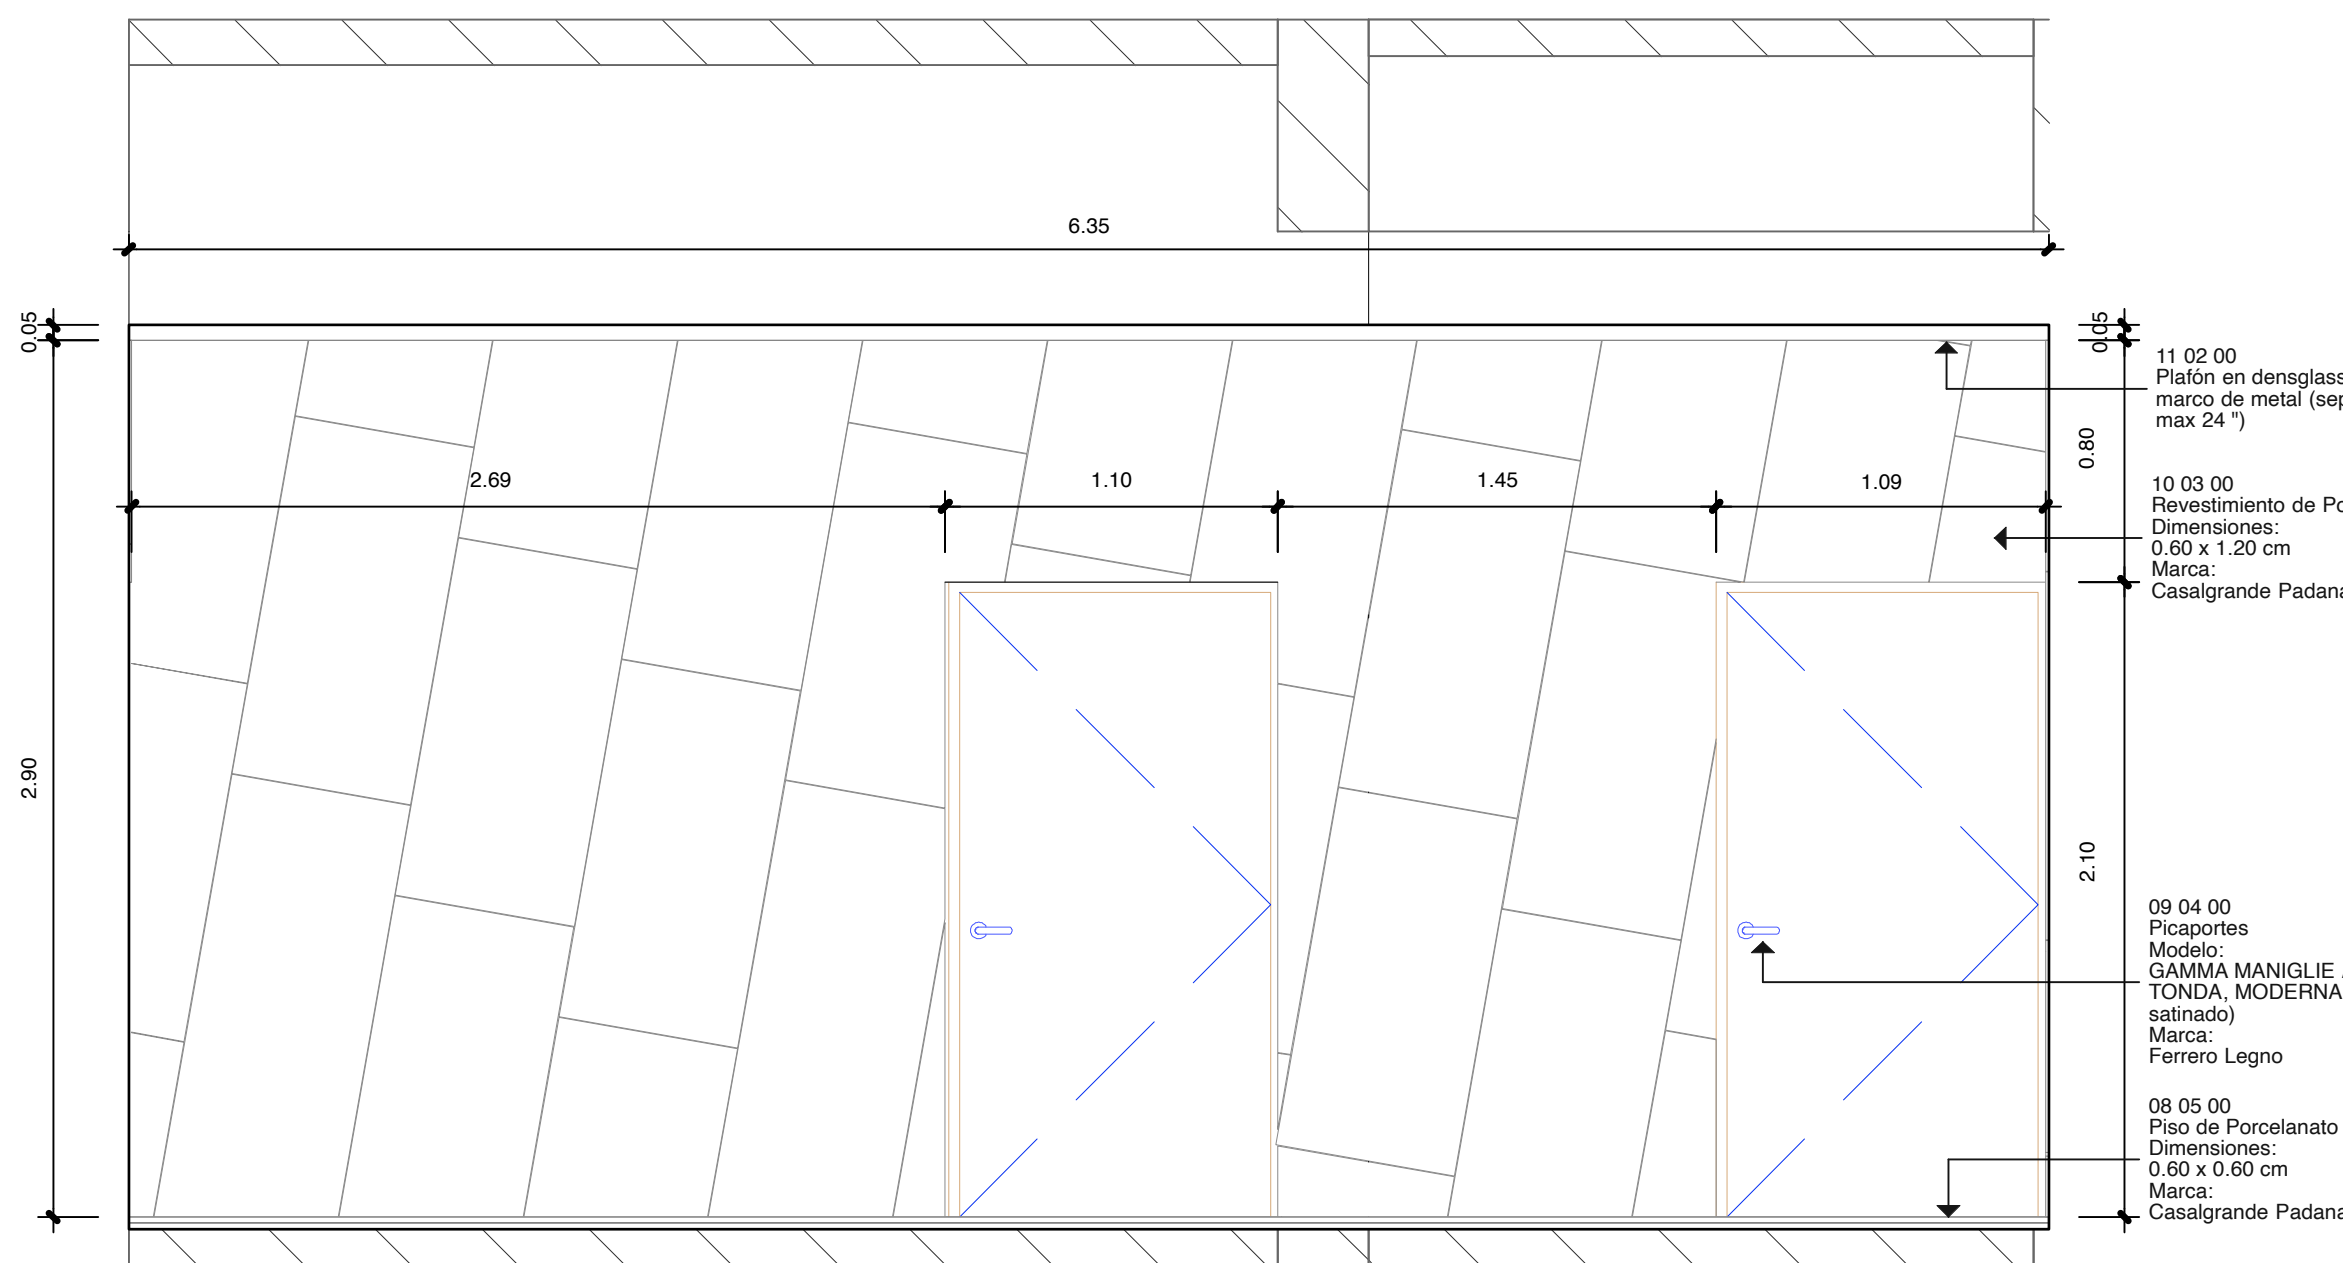 6.35
0.05
0.05
11 02 00
Plafón en densglass
marco de metal (sep
max 24 ")
0.80
2.69
1.10
1.45
1.09
10 03 00
Revestimiento de Po
Dimensiones:
0.60 x 1.20 cm
Marca:
Casalgrande Padana
2.90
2.10
09 04 00
Picaportes
Modelo:
GAMMA MANIGLIE
TONDA, MODERNA
satinado)
Marca:
Ferrero Legno
08 05 00
Piso de Porcelanato
Dimensiones:
0.60 x 0.60 cm
Marca:
Casalgrande Padana